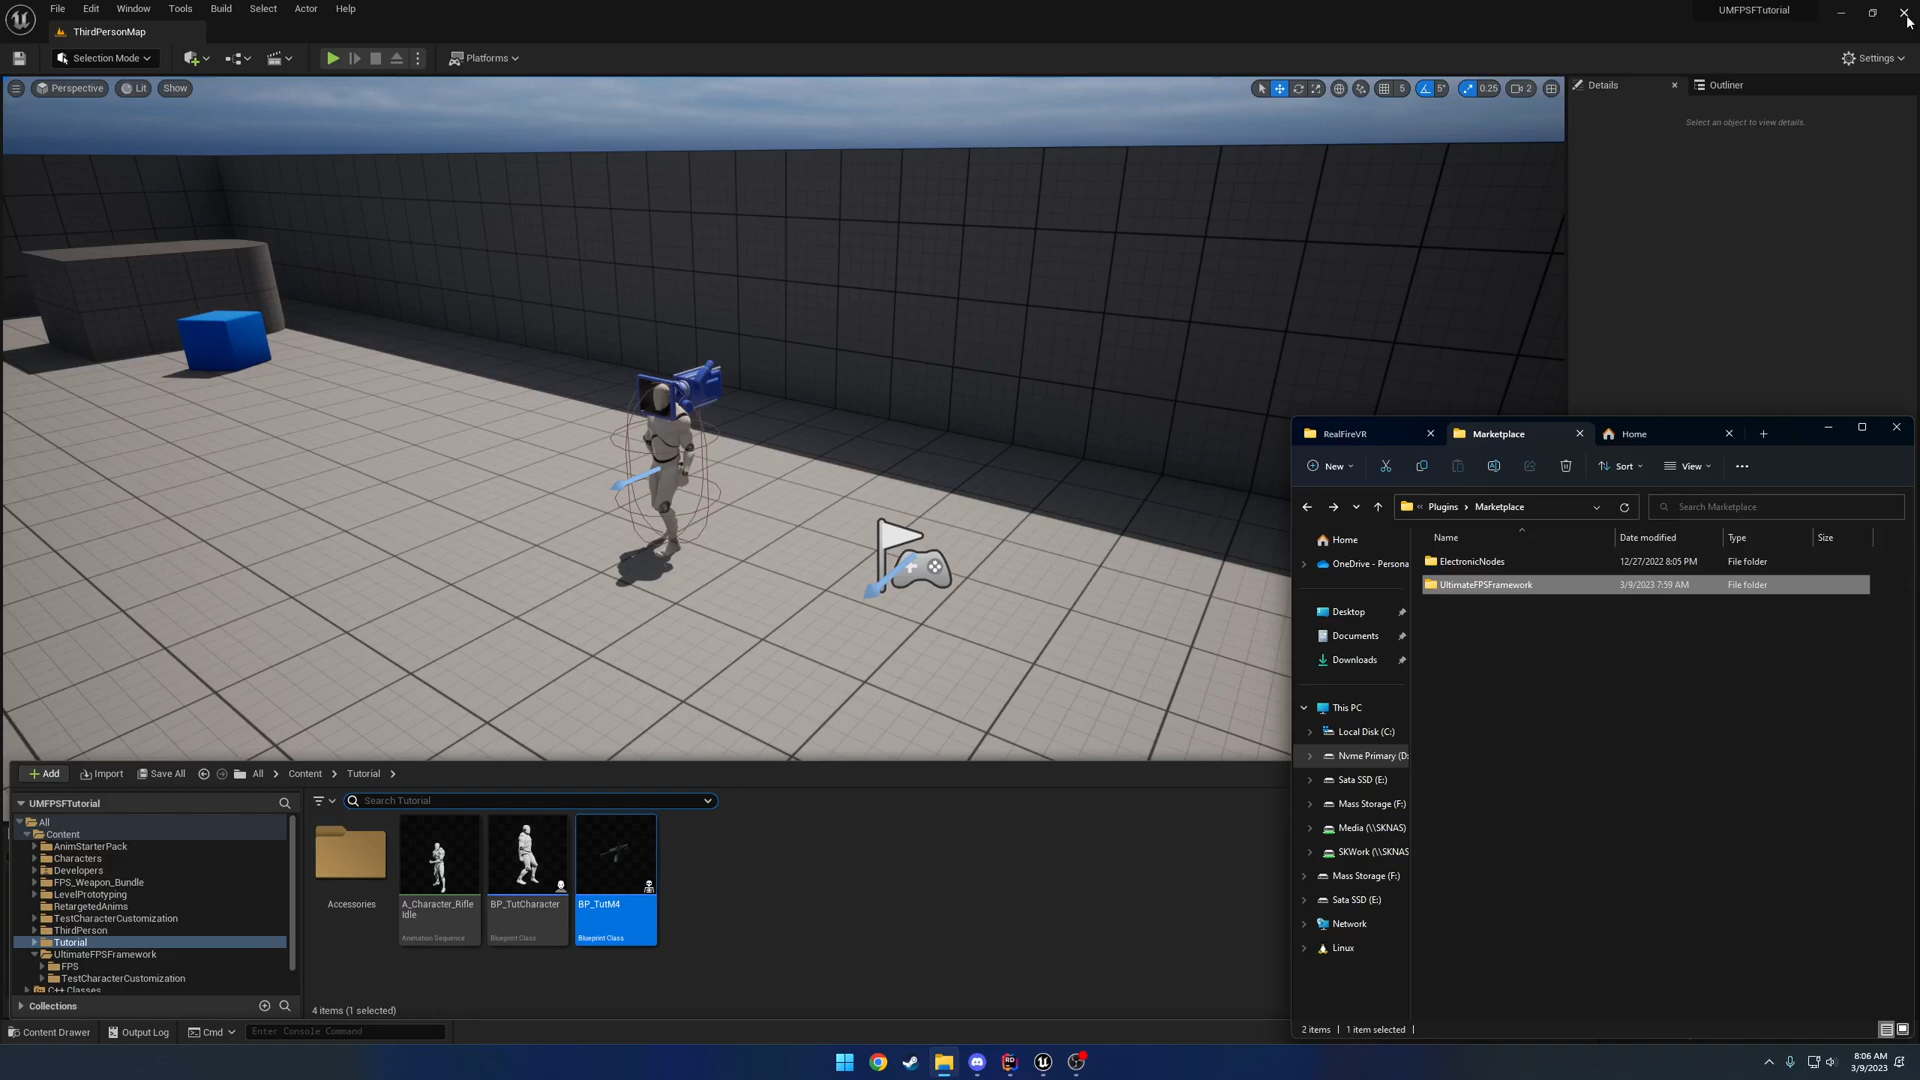 File Edit Window Tools Build Select Actor Help
UMFPSFTutorial
ThirdPersonMap
Selection Mode
Platforms
Settings
Perspective Lit Show
5 5° 0.25 2
Details
Outliner
Select an object to view details.
RealFireVR
Marketplace
Home
New
Sort
View
Plugins > Marketplace
Search Marketplace
Name Date modified Type Size
ElectronicNodes 12/27/2022 8:05 PM File folder
UltimateFPSFramework 3/9/2023 7:59 AM File folder
Home
OneDrive - Persona
Desktop
Documents
Downloads
This PC
Local Disk (C:)
Nvme Primary (D:
Sata SSD (E:)
Mass Storage (F:)
Media (\\SKNAS)
SKWork (\\SKNAS
Mass Storage (F:)
Sata SSD (E:)
Network
Linux
2 items 1 item selected
Add Import Save All All > Content > Tutorial >
UMFPSFTutorial
All
Content
AnimStarterPack
Characters
Developers
FPS_Weapon_Bundle
LevelPrototyping
RetargetedAnims
TestCharacterCustomization
ThirdPerson
Tutorial
UltimateFPSFramework
FPS
TestCharacterCustomization
C++ Classes
Collections
Search Tutorial
Accessories
A_Character_Rifle
Idle
Animation Sequence
BP_TutCharacter
Blueprint Class
BP_TutM4
Blueprint Class
4 items (1 selected)
Content Drawer Output Log Cmd Enter Console Command
RD
8:06 AM
3/9/2023